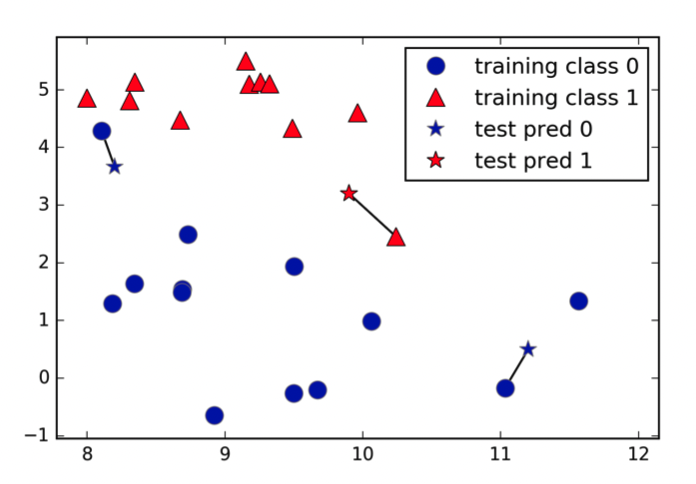 training class 0
training class 1
test pred 0
test pred 1
5
4
3
2
1
0
−1
8 9 10 11 12